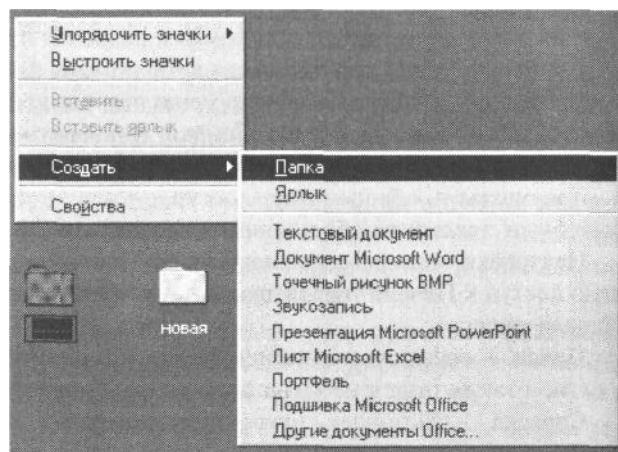 Упорядочить значки
Выстроить значки
Вставить
Вставить ярлык
Создать
Свойства
новая
Папка
Ярлык
Текстовый документ
Документ Microsoft Word
Точечный рисунок BMP
Звукозапись
Презентация Microsoft PowerPoint
Лист Microsoft Excel
Портфель
Подшивка Microsoft Office
Другие документы Office...